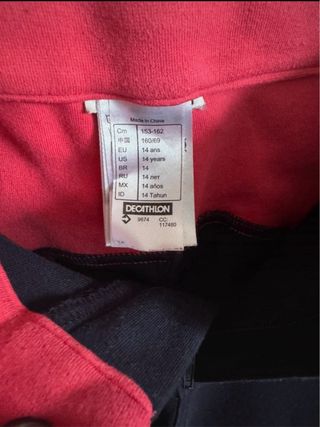 Made in China
Cm 153-162
中国 160/69
EU 14 ans
US 14 years
BR 14
RU 14 лет
MX 14 años
ID 14 Tahun
DECATHLON
9674 CC:
117480